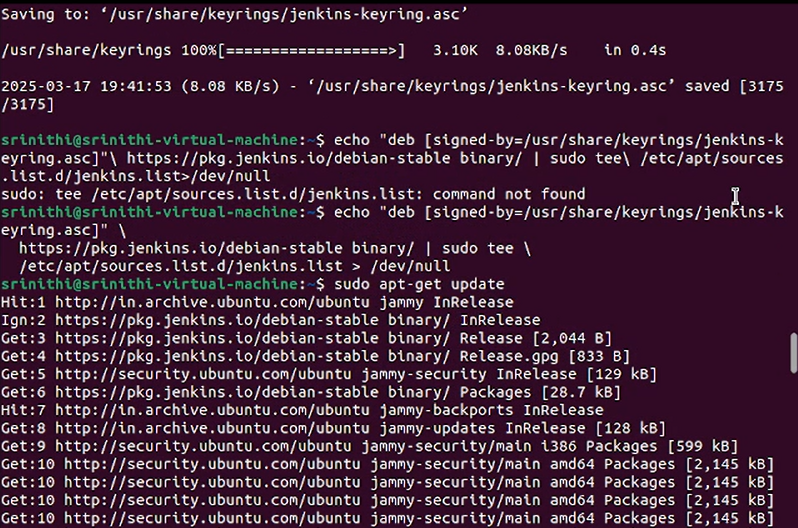 Saving to: ‘/usr/share/keyrings/jenkins-keyring.asc’
/usr/share/keyrings 100%[===================>]   3.10K  8.08KB/s    in 0.4s
2025-03-17 19:41:53 (8.08 KB/s) - ‘/usr/share/keyrings/jenkins-keyring.asc’ saved [3175
/3175]
srinithi@srinithi-virtual-machine:~$ echo "deb [signed-by=/usr/share/keyrings/jenkins-k
eyring.asc]"\ https://pkg.jenkins.io/debian-stable binary/ | sudo tee\ /etc/apt/sources
.list.d/jenkins.list>/dev/null
sudo: tee /etc/apt/sources.list.d/jenkins.list: command not found
srinithi@srinithi-virtual-machine:~$ echo "deb [signed-by=/usr/share/keyrings/jenkins-k
eyring.asc]" \
  https://pkg.jenkins.io/debian-stable binary/ | sudo tee \
  /etc/apt/sources.list.d/jenkins.list > /dev/null
srinithi@srinithi-virtual-machine:~$ sudo apt-get update
Hit:1 http://in.archive.ubuntu.com/ubuntu jammy InRelease
Ign:2 https://pkg.jenkins.io/debian-stable binary/ InRelease
Get:3 https://pkg.jenkins.io/debian-stable binary/ Release [2,044 B]
Get:4 https://pkg.jenkins.io/debian-stable binary/ Release.gpg [833 B]
Get:5 http://security.ubuntu.com/ubuntu jammy-security InRelease [129 kB]
Get:6 https://pkg.jenkins.io/debian-stable binary/ Packages [28.7 kB]
Hit:7 http://in.archive.ubuntu.com/ubuntu jammy-backports InRelease
Get:8 http://in.archive.ubuntu.com/ubuntu jammy-updates InRelease [128 kB]
Get:9 http://security.ubuntu.com/ubuntu jammy-security/main i386 Packages [599 kB]
Get:10 http://security.ubuntu.com/ubuntu jammy-security/main amd64 Packages [2,145 kB]
Get:10 http://security.ubuntu.com/ubuntu jammy-security/main amd64 Packages [2,145 kB]
Get:10 http://security.ubuntu.com/ubuntu jammy-security/main amd64 Packages [2,145 kB]
Get:10 http://security.ubuntu.com/ubuntu jammy-security/main amd64 Packages [2,145 kB]